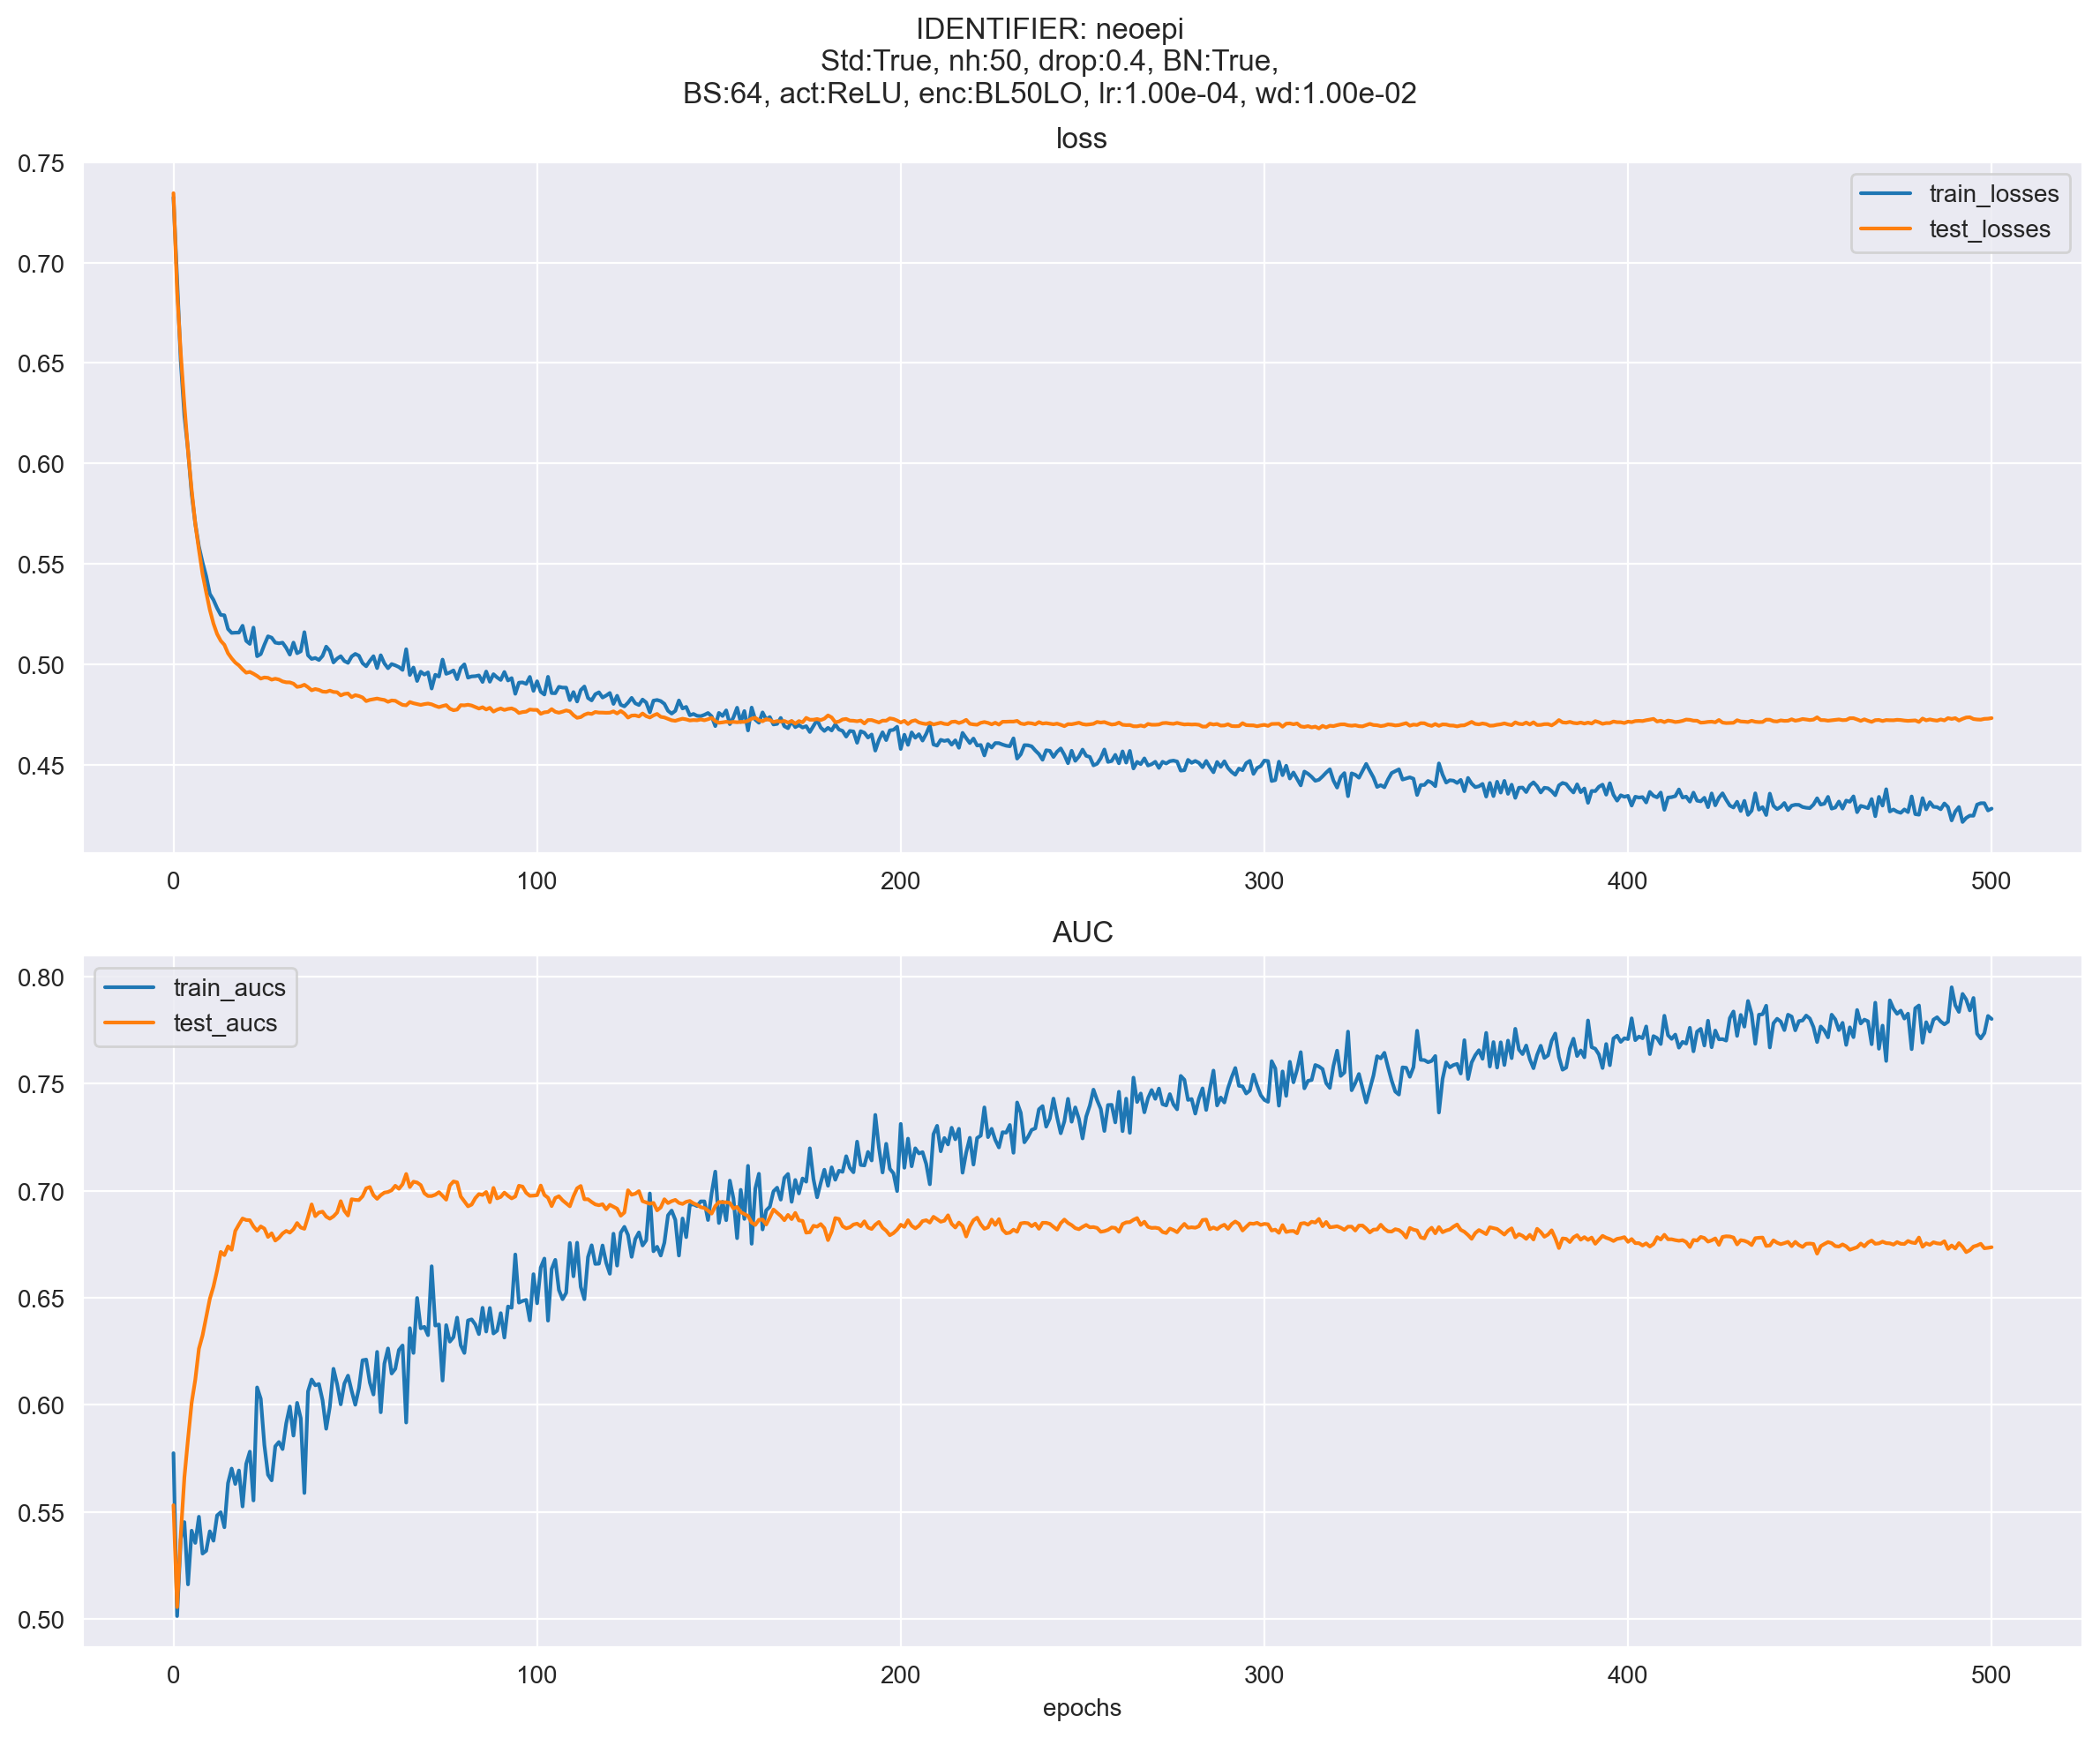 IDENTIFIER: neoepi
Std:True, nh:50, drop:0.4, BN:True,
BS:64, act:ReLU, enc:BL50LO, lr:1.00e-04, wd:1.00e-02
loss
0.75
0.70
0.65
0.60
0.55
0.50
0.45
train_losses
test_losses
0 100 200 300 400 500
AUC
0.80
0.75
0.70
0.65
0.60
0.55
0.50
train_aucs
test_aucs
0 100 200 300 400 500
epochs